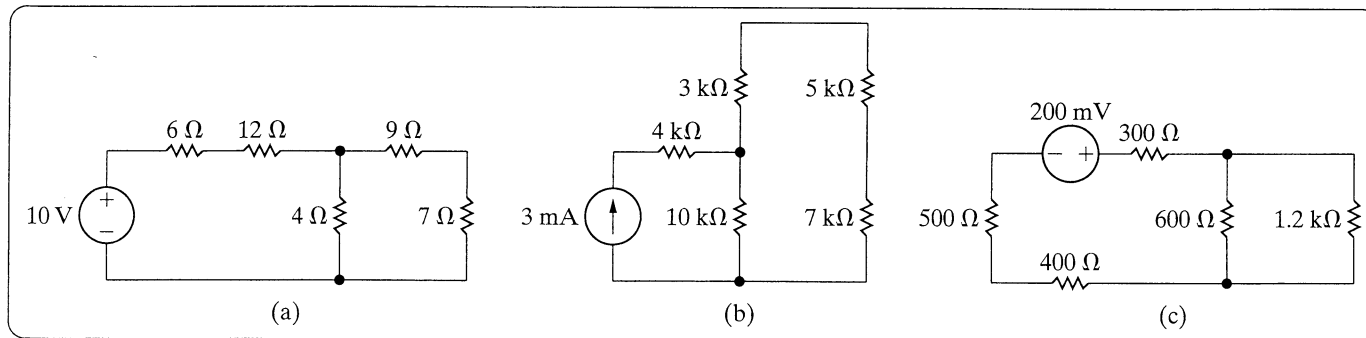 6 Ω 12 Ω 9 Ω
10 V + − 4 Ω 7 Ω
(a)
3 kΩ 5 kΩ
4 kΩ
3 mA 10 kΩ 7 kΩ
(b)
200 mV
− + 300 Ω
500 Ω 600 Ω 1.2 kΩ
400 Ω
(c)